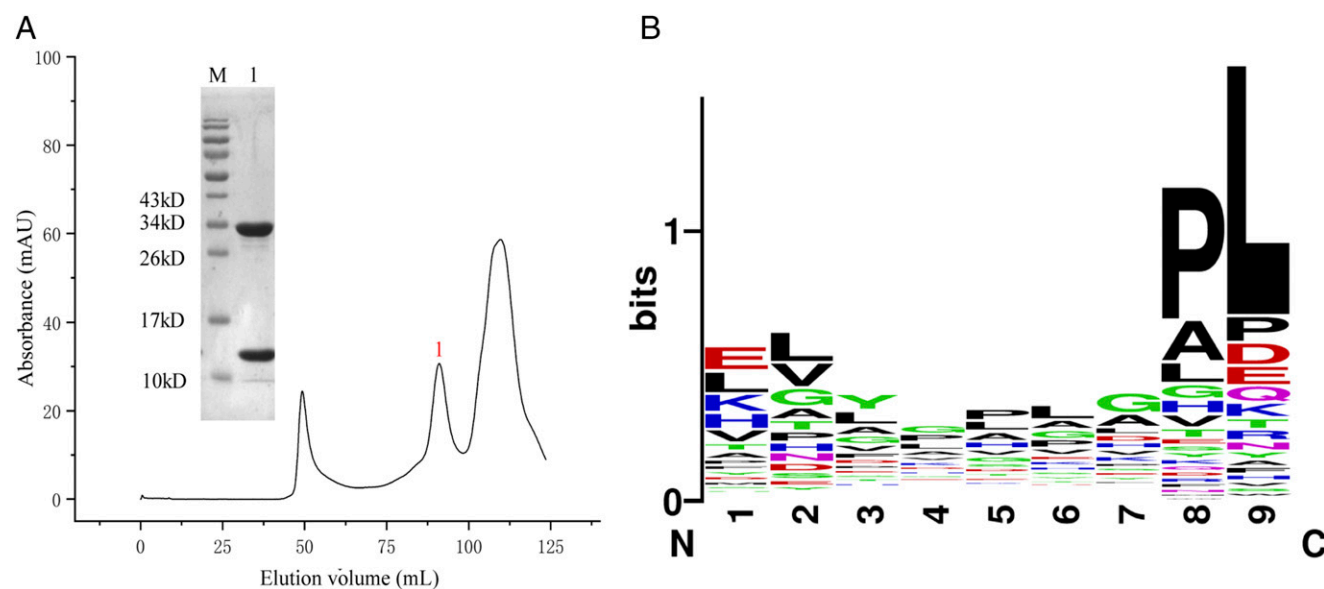 A
B
M 1
100
80
60
40
20
0
Absorbance (mAU)
43kD
34kD
26kD
17kD
10kD
1
0 25 50 75 100 125
Elution volume (mL)
bits
1
0
E L K H V
L V G A T P H N D
Y L A G
G P
P L A
L A G P
G A L
P A L G H V T
L P D E Q K T R N Y A
1 2 3 4 5 6 7 8 9
N C